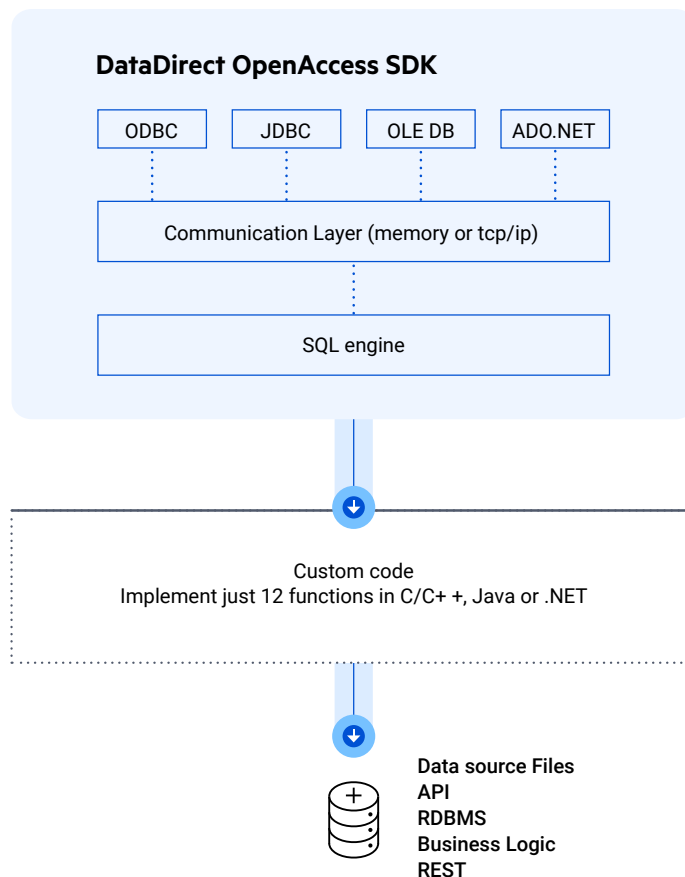 DataDirect OpenAccess SDK
ODBC JDBC OLE DB ADO.NET
Communication Layer (memory or tcp/ip)
SQL engine
Custom code
Implement just 12 functions in C/C+ +, Java or .NET
Data source Files
API
RDBMS
Business Logic
REST